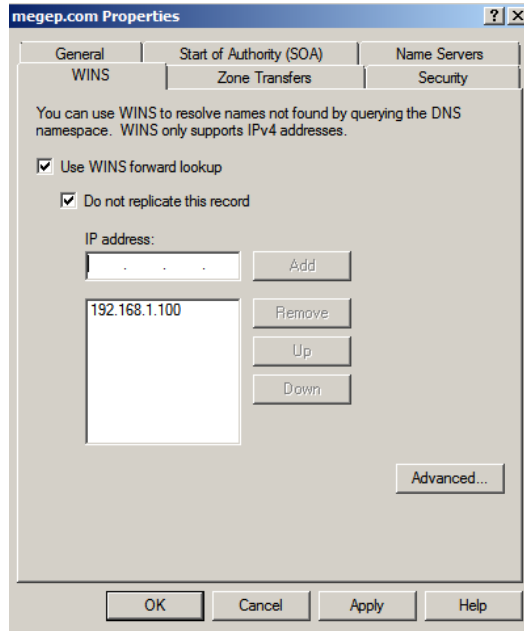 megep.com Properties
General Start of Authority (SOA) Name Servers
WINS Zone Transfers Security
You can use WINS to resolve names not found by querying the DNS
namespace. WINS only supports IPv4 addresses.
Use WINS forward lookup
Do not replicate this record
IP address:
. . . Add
192.168.1.100 Remove
Up
Down
Advanced...
OK Cancel Apply Help